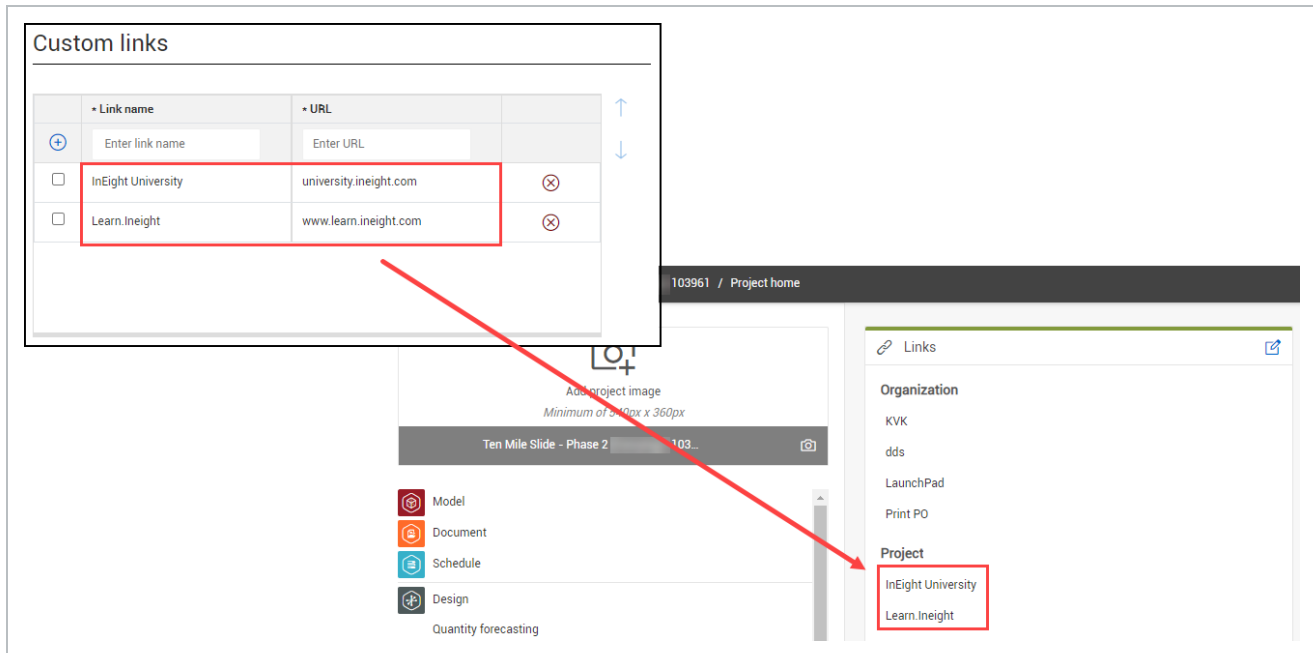 Custom links
* Link name * URL
Enter link name Enter URL
InEight University university.ineight.com
Learn.Ineight www.learn.ineight.com
103961 / Project home
Add project image
Minimum of 540px x 360px
Ten Mile Slide - Phase 2 103...
Model
Document
Schedule
Design
Quantity forecasting
Links
Organization
KVK
dds
LaunchPad
Print PO
Project
InEight University
Learn.Ineight